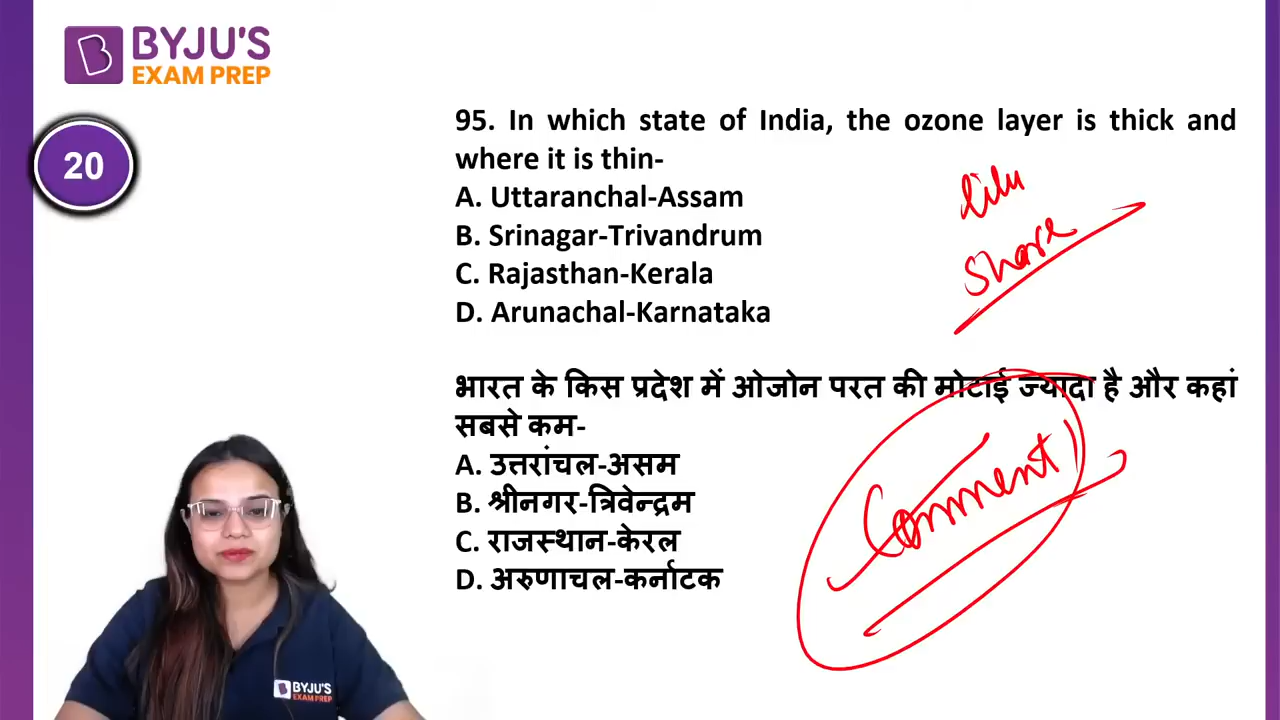 BYJU'S
EXAM PREP
20
95. In which state of India, the ozone layer is thick and
where it is thin-
A. Uttaranchal-Assam
B. Srinagar-Trivandrum
C. Rajasthan-Kerala
D. Arunachal-Karnataka
Share
भारत के किस प्रदेश में ओजोन परत की मोटाई ज्यादा है और कहां
सबसे कम-
A. उत्तरांचल-असम
B. श्रीनगर-त्रिवेन्द्रम
C. राजस्थान-केरल
D. अरुणाचल-कर्नाटक
Comment
BYJU'S
EXAM PREP